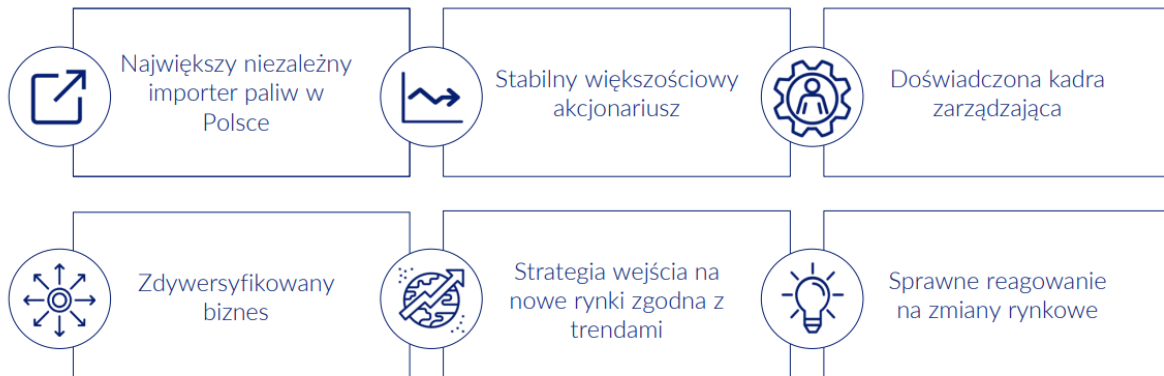 Największy niezależny
importer paliw w
Polsce
Stabilny większościowy
akcjonariusz
Doświadczona kadra
zarządzająca
Zdywersyfikowany
biznes
Strategia wejścia na
nowe rynki zgodna z
trendami
Sprawne reagowanie
na zmiany rynkowe